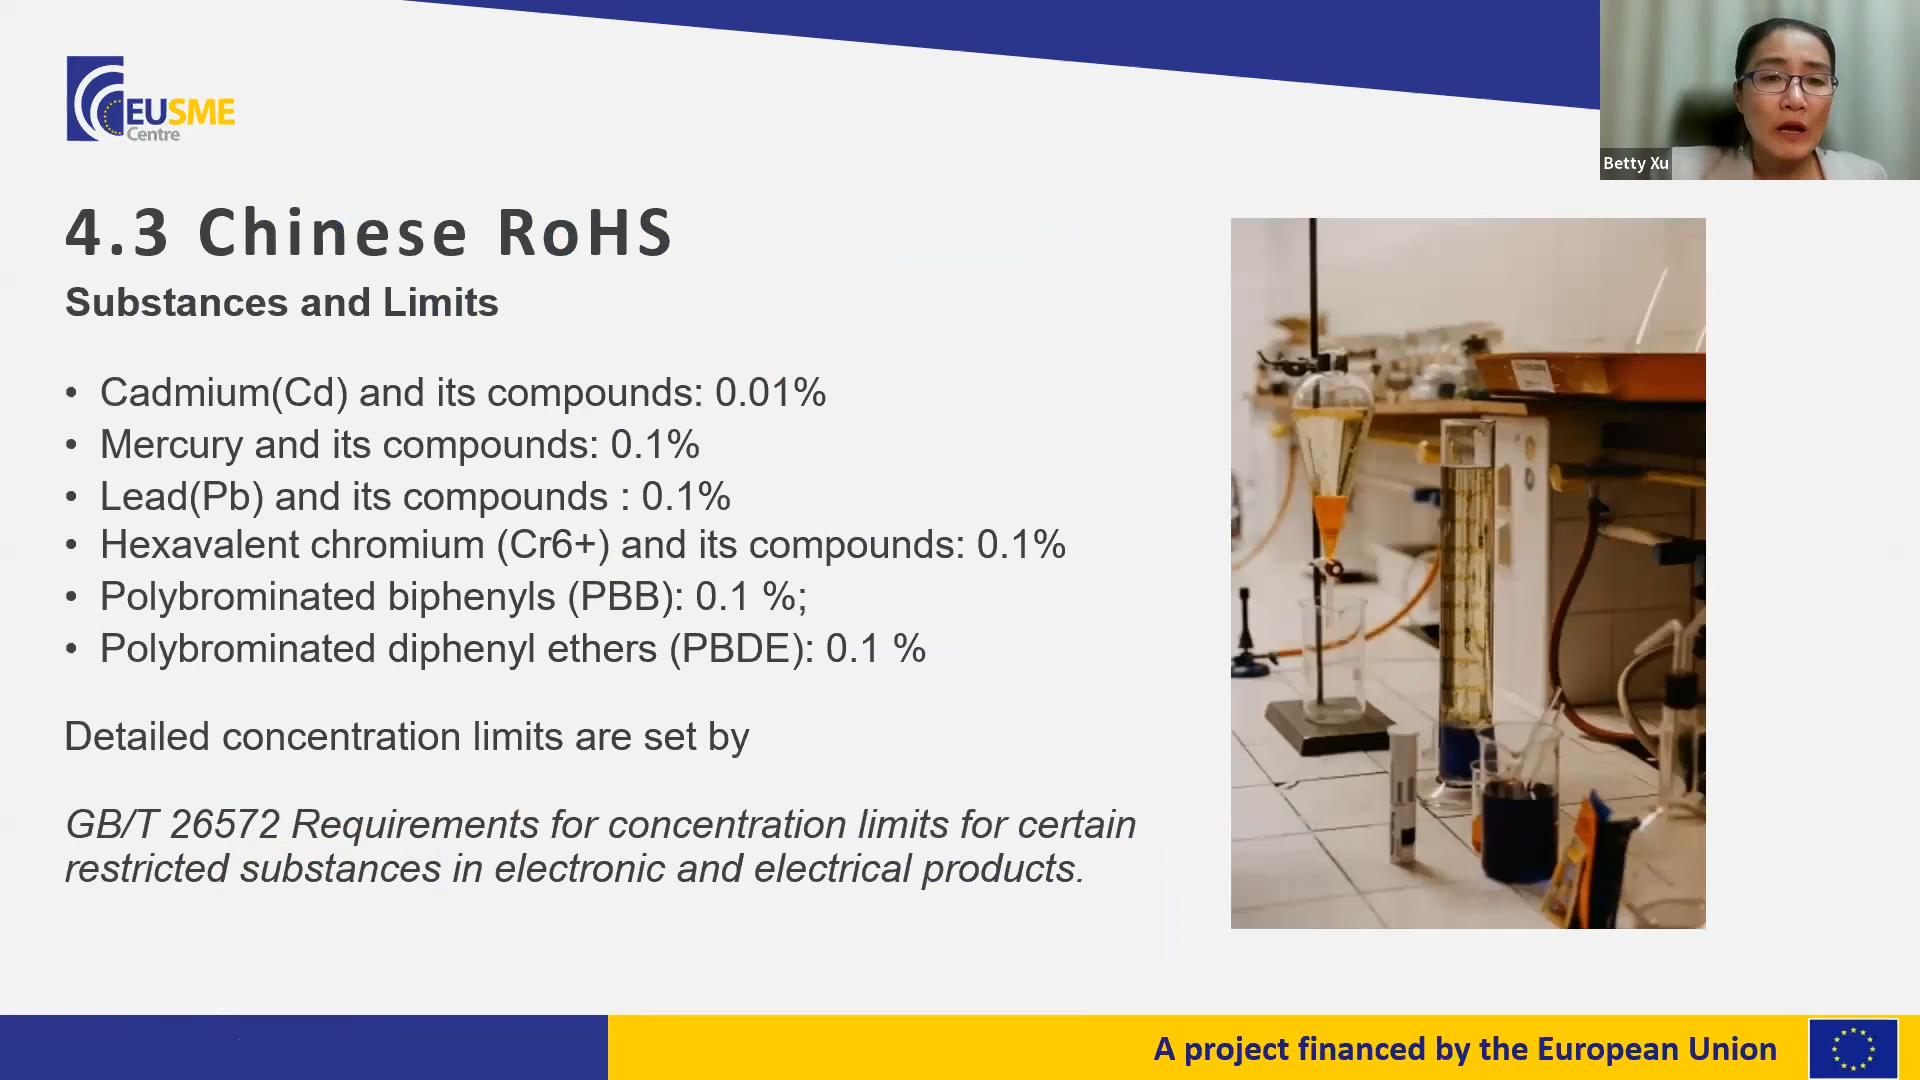 EUSME
Centre
Betty Xu
4.3 Chinese RoHS
Substances and Limits
• Cadmium(Cd) and its compounds: 0.01%
• Mercury and its compounds: 0.1%
• Lead(Pb) and its compounds : 0.1%
• Hexavalent chromium (Cr6+) and its compounds: 0.1%
• Polybrominated biphenyls (PBB): 0.1 %;
• Polybrominated diphenyl ethers (PBDE): 0.1 %
Detailed concentration limits are set by
GB/T 26572 Requirements for concentration limits for certain
restricted substances in electronic and electrical products.
A project financed by the European Union